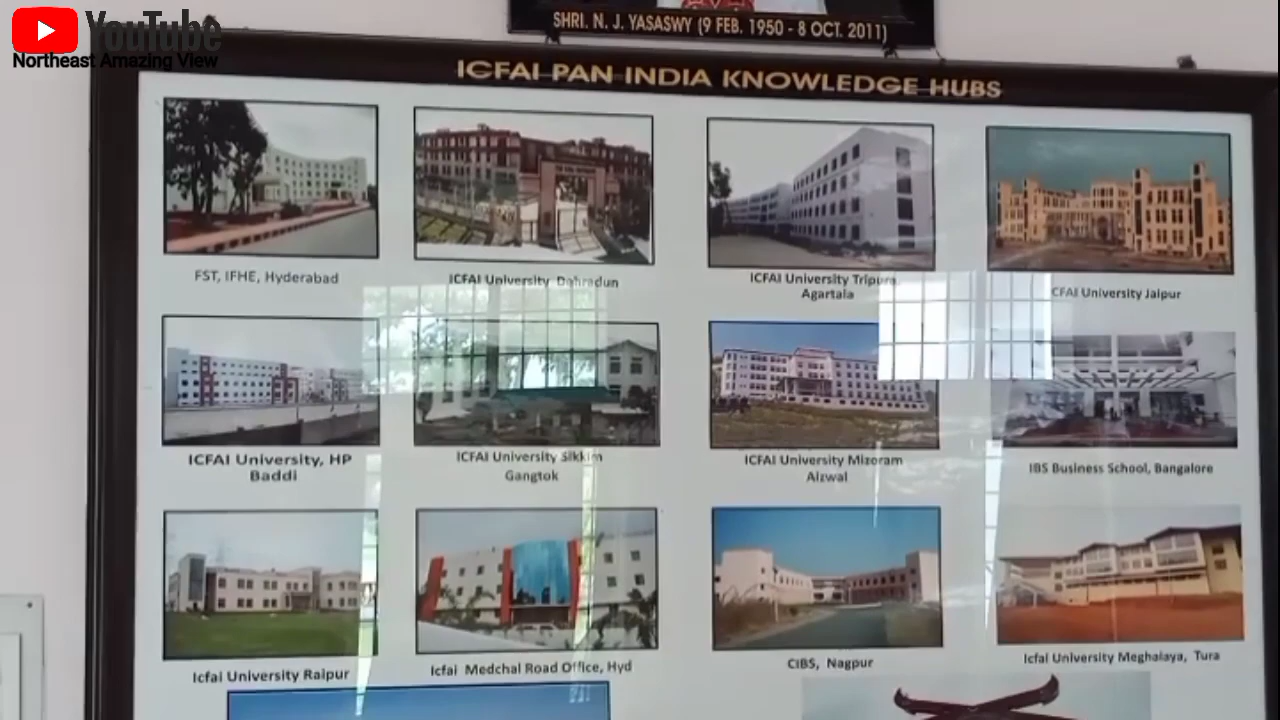 YouTube
Northeast Amazing View
SHRI. N. J. YASASWY (9 FEB. 1950 - 8 OCT. 2011)
ICFAI PAN INDIA KNOWLEDGE HUBS
FST, IFHE, Hyderabad
ICFAI University Dehradun
ICFAI University Tripura
Agartala
CFAI University Jaipur
ICFAI University, HP
Baddi
ICFAI University Sikkim
Gangtok
ICFAI University Mizoram
Aizwal
IBS Business School, Bangalore
Icfai University Raipur
Icfai Medchal Road Office, Hyd
CIBS, Nagpur
Icfai University Meghalaya, Tura